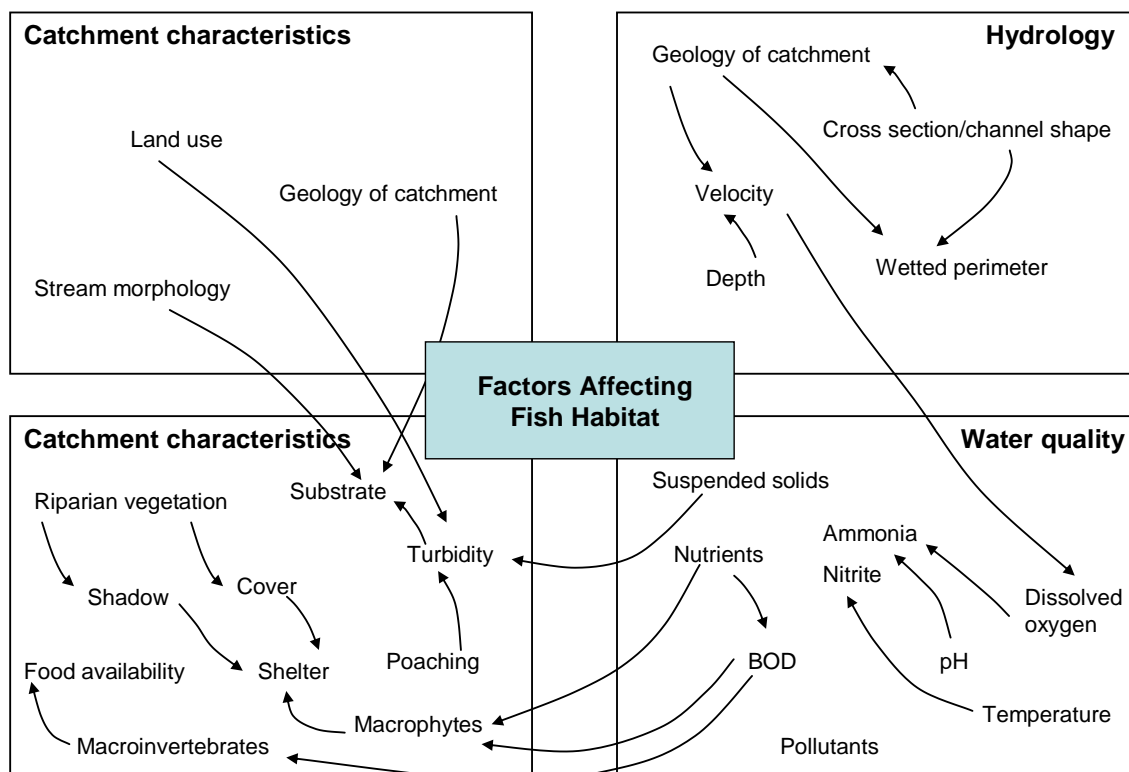 Catchment characteristics
Land use
Geology of catchment
Stream morphology
Hydrology
Geology of catchment
Cross section/channel shape
Velocity
Depth
Wetted perimeter
Factors Affecting
Fish Habitat
Catchment characteristics
Substrate
Riparian vegetation
Turbidity
Shadow
Cover
Food availability
Shelter
Poaching
Macrophytes
Macroinvertebrates
Water quality
Suspended solids
Ammonia
Nutrients
Nitrite
Dissolved
oxygen
BOD
pH
Temperature
Pollutants